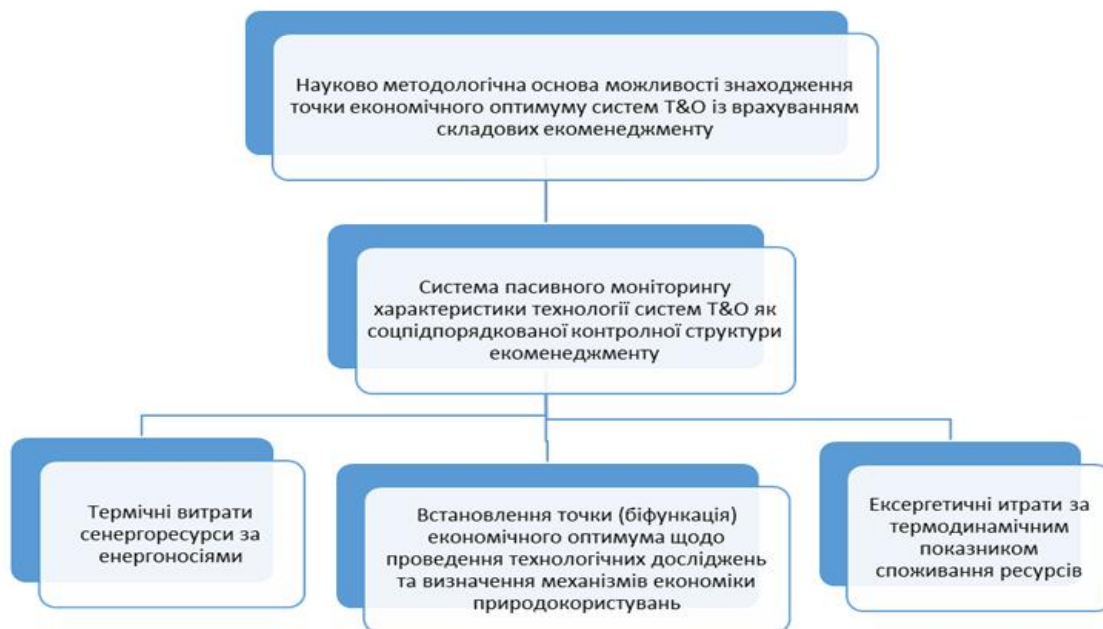 Науково методологічна основа можливості знаходження
точки економічного оптимуму систем Т&О із врахуванням
складових екоменеджменту
Система пасивного моніторингу
характеристики технології систем Т&О як
соцпідпорядкованої контролної структури
екоменеджменту
Термічні витрати
сенергоресурси за
енергоносіями
Встановлення точки (біфункація)
економічного оптимума щодо
проведення технологічних досліджень
та визначення механізмів економіки
природокористувань
Ексергетичні итрати за
термодинамічним
показником
споживання ресурсів